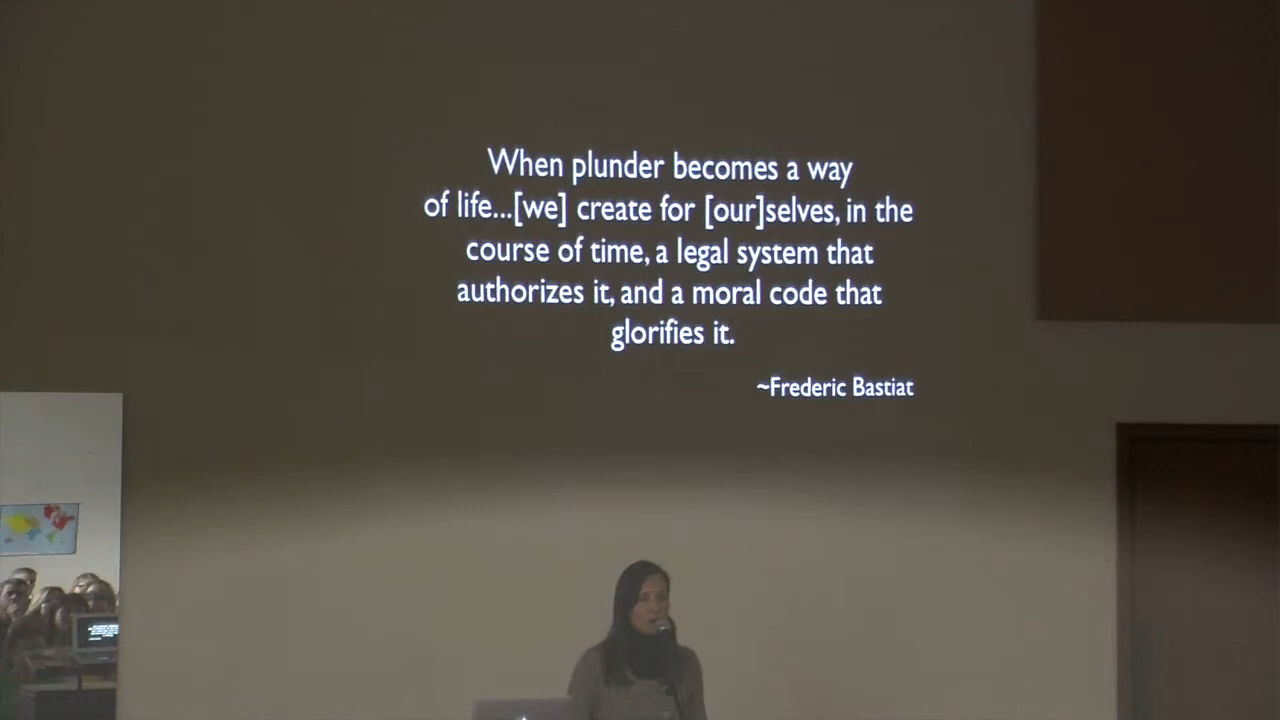 When plunder becomes a way
of life...[we] create for [our]selves, in the
course of time, a legal system that
authorizes it, and a moral code that
glorifies it.
~Frederic Bastiat